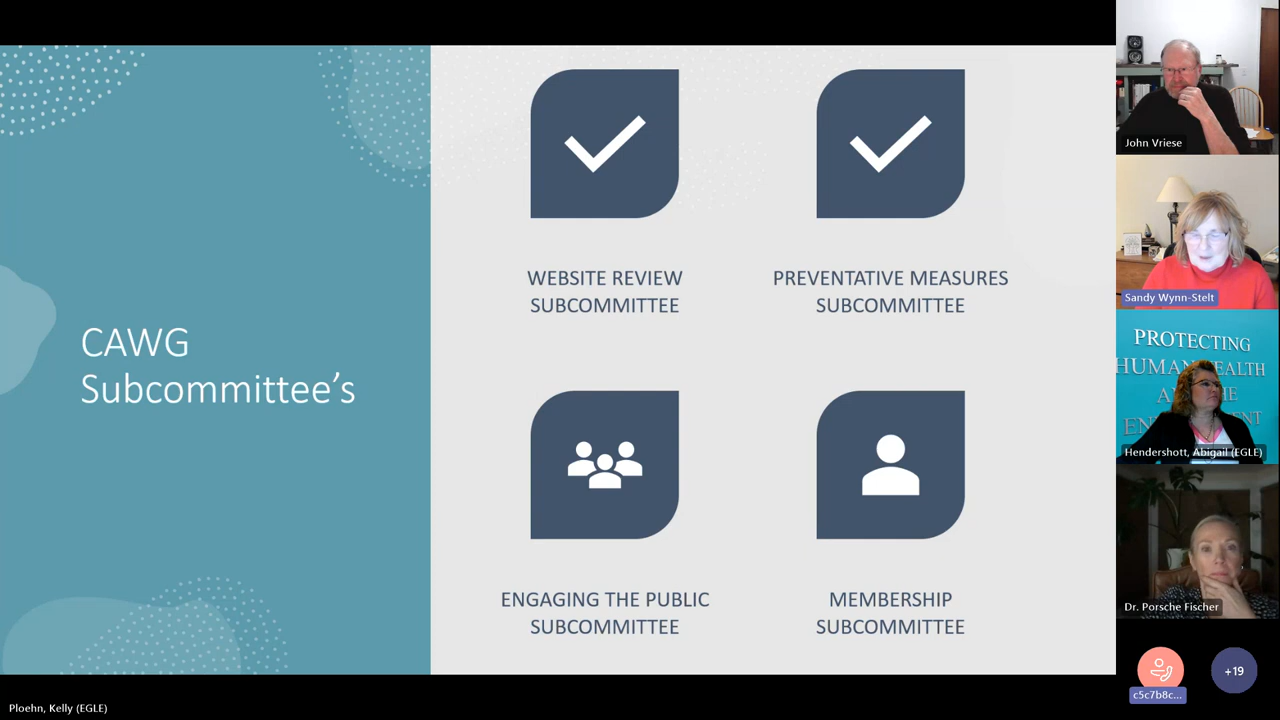 CAWG
Subcommittee's
WEBSITE REVIEW
SUBCOMMITTEE
PREVENTATIVE MEASURES
SUBCOMMITTEE
ENGAGING THE PUBLIC
SUBCOMMITTEE
MEMBERSHIP
SUBCOMMITTEE
John Vriese
Sandy Wynn-Stelt
PROTECTING
HUMAN HEALTH
Hendershott, Abigail (EGLE)
Dr. Porsche Fischer
c5c7b8c...
+19
Ploehn, Kelly (EGLE)